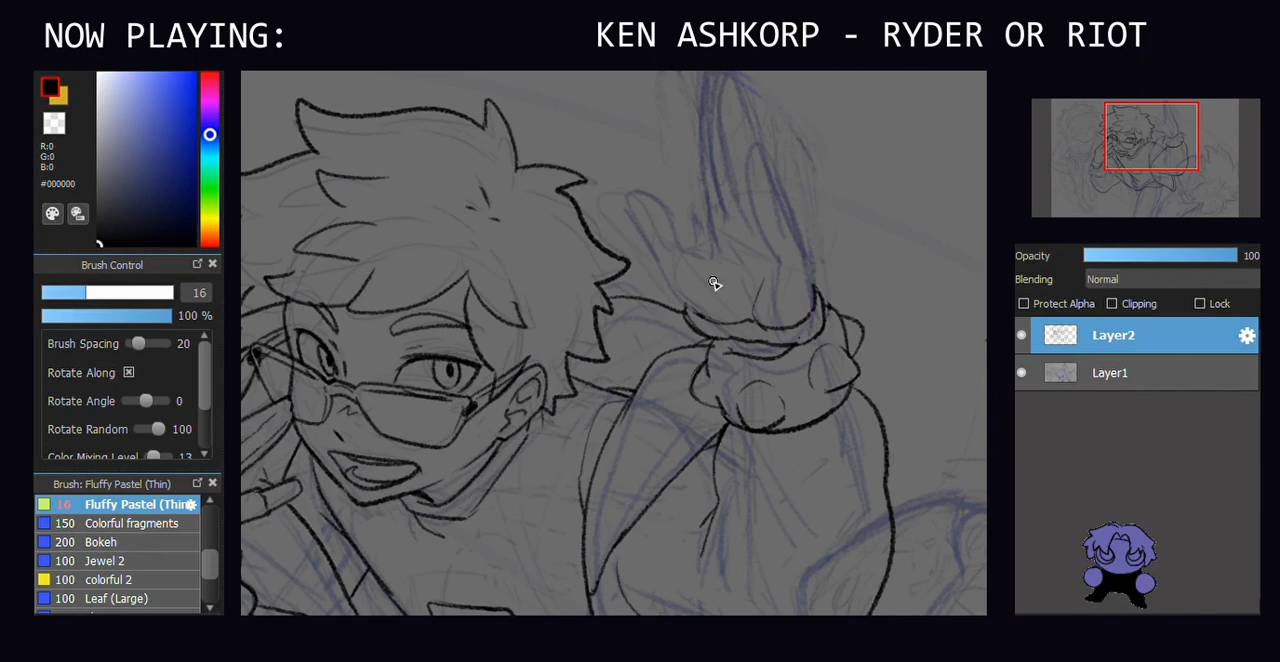 NOW PLAYING: KEN ASHKORP - RYDER OR RIOT
R:0
G:0
B:0
#000000
Brush Control
16
100 %
Brush Spacing 20
Rotate Along
Rotate Angle 0
Rotate Random 100
Color Mixing Level 13
Brush: Fluffy Pastel (Thin)
16 Fluffy Pastel (Thin
150 Colorful fragments
200 Bokeh
100 Jewel 2
100 colorful 2
100 Leaf (Large)
Opacity 100
Blending Normal
Protect Alpha Clipping Lock
Layer2
Layer1